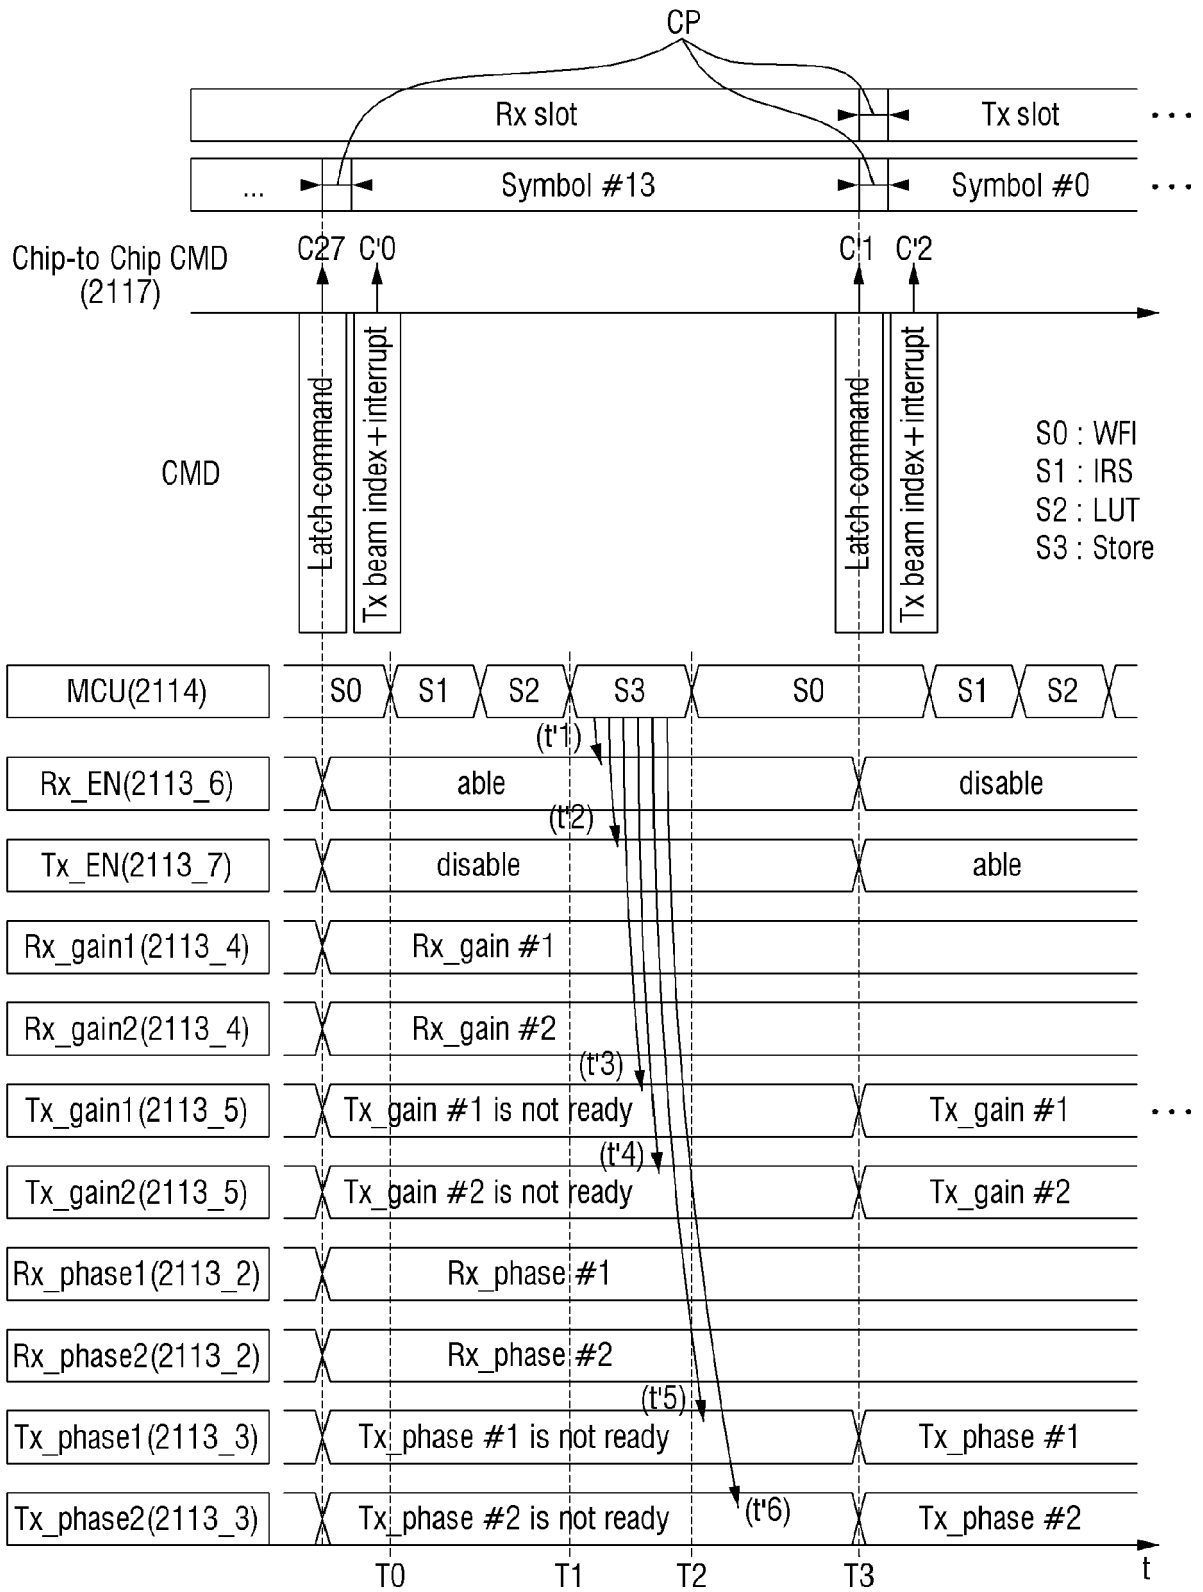 CP
Rx slot
Tx slot
...
...
Symbol #13
Symbol #0
...
Chip-to Chip CMD
(2117)
C27
C'0
C'1
C'2
CMD
Latch command
Tx beam index+interrupt
Latch command
Tx beam index+interrupt
S0 : WFI
S1 : IRS
S2 : LUT
S3 : Store
MCU(2114)
S0
S1
S2
S3
S0
S1
S2
(t'1)
Rx_EN(2113_6)
able
disable
(t'2)
Tx_EN(2113_7)
disable
able
Rx_gain1(2113_4)
Rx_gain #1
Rx_gain2(2113_4)
Rx_gain #2
(t'3)
Tx_gain1(2113_5)
Tx_gain #1 is not ready
Tx_gain #1
...
(t'4)
Tx_gain2(2113_5)
Tx_gain #2 is not ready
Tx_gain #2
Rx_phase1(2113_2)
Rx_phase #1
Rx_phase2(2113_2)
Rx_phase #2
(t'5)
Tx_phase1(2113_3)
Tx_phase #1 is not ready
Tx_phase #1
Tx_phase2(2113_3)
Tx_phase #2 is not ready
(t'6)
Tx_phase #2
T0
T1
T2
T3
t